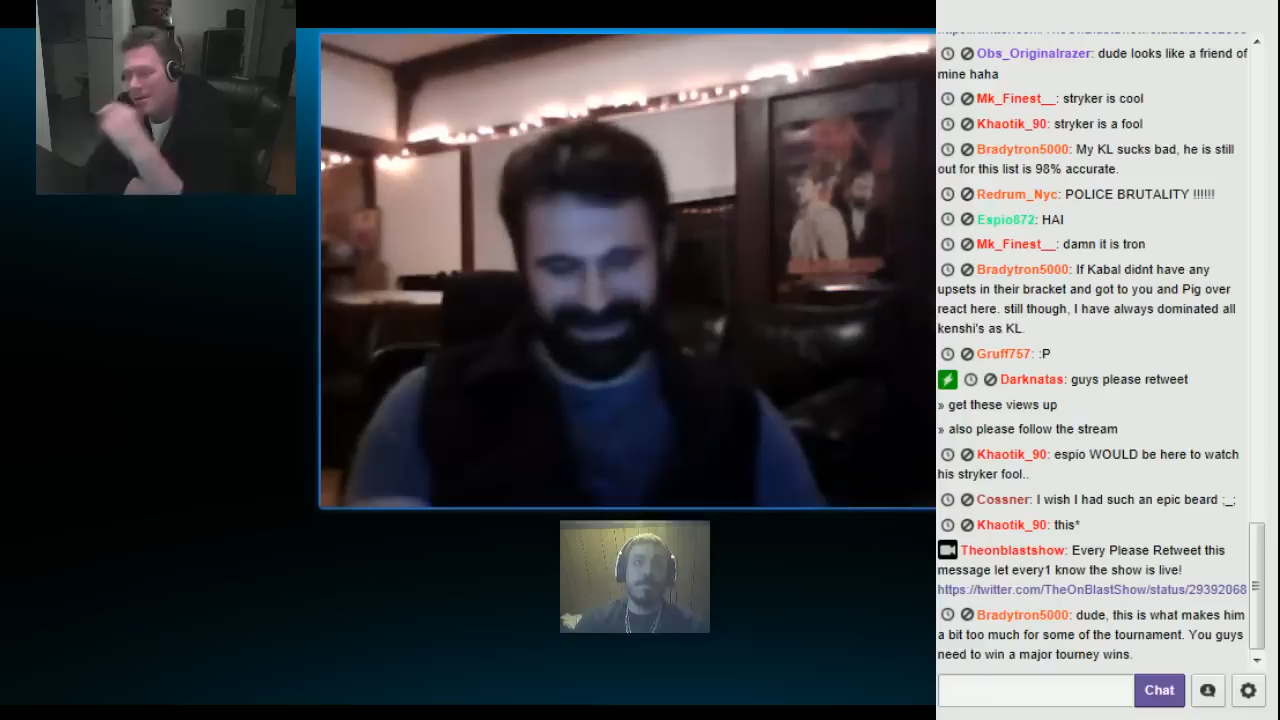 Obs_Originalrazer: dude looks like a friend of
mine haha
Mk_Finest__: stryker is cool
Khaotik_90: stryker is a fool
Bradytron5000: My KL sucks bad, he is still
out for this list is 98% accurate.
Redrum_Nyc: POLICE BRUTALITY !!!!!!
Espio872: HAI
Mk_Finest__: damn it is tron
Bradytron5000: If Kabal didnt have any
upsets in their bracket and got to you and Pig over
react here. still though, I have always dominated all
kenshi's as KL.
Gruff757: :P
Darknatas: guys please retweet
» get these views up
» also please follow the stream
Khaotik_90: espio WOULD be here to watch
his stryker fool..
Cossner: I wish I had such an epic beard ;_;
Khaotik_90: this*
Theonblastshow: Every Please Retweet this
message let every1 know the show is live!
https://twitter.com/TheOnBlastShow/status/29392068
Bradytron5000: dude, this is what makes him
a bit too much for some of the tournament. You guys
need to win a major tourney wins.
Chat